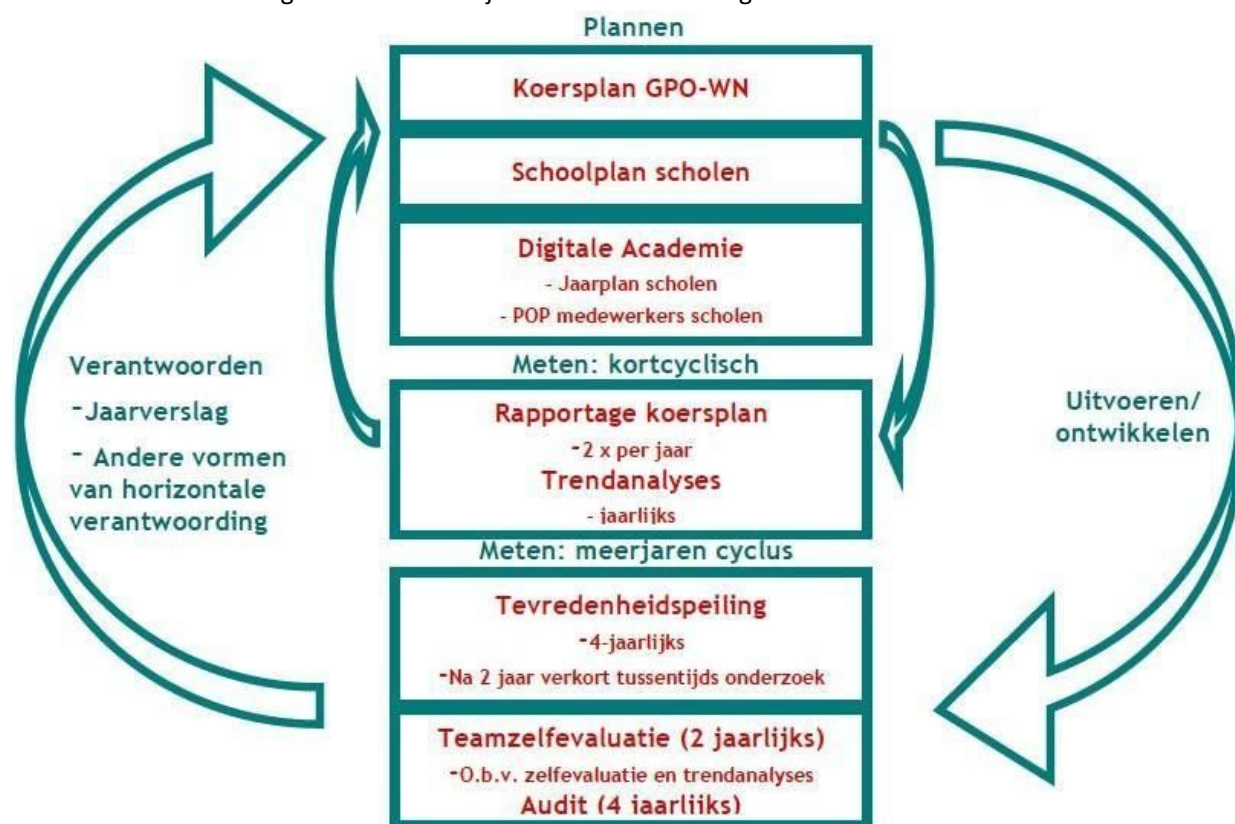 Plannen
Koersplan GPO-WN
Schoolplan scholen
Digitale Academie
- Jaarplan scholen
- POP medewerkers scholen
Meten: kortcyclisch
Rapportage koersplan
-2 x per jaar
Trendanalyses
- jaarlijks
Meten: meerjaren cyclus
Tevredenheidspeiling
-4-jaarlijks
-Na 2 jaar verkort tussentijds onderzoek
Teamzelfevaluatie (2 jaarlijks)
-O.b.v. zelfevaluatie en trendanalyses
Audit (4 jaarlijks)
Verantwoorden
-Jaarverslag
- Andere vormen
van horizontale
verantwoording
Uitvoeren/
ontwikkelen